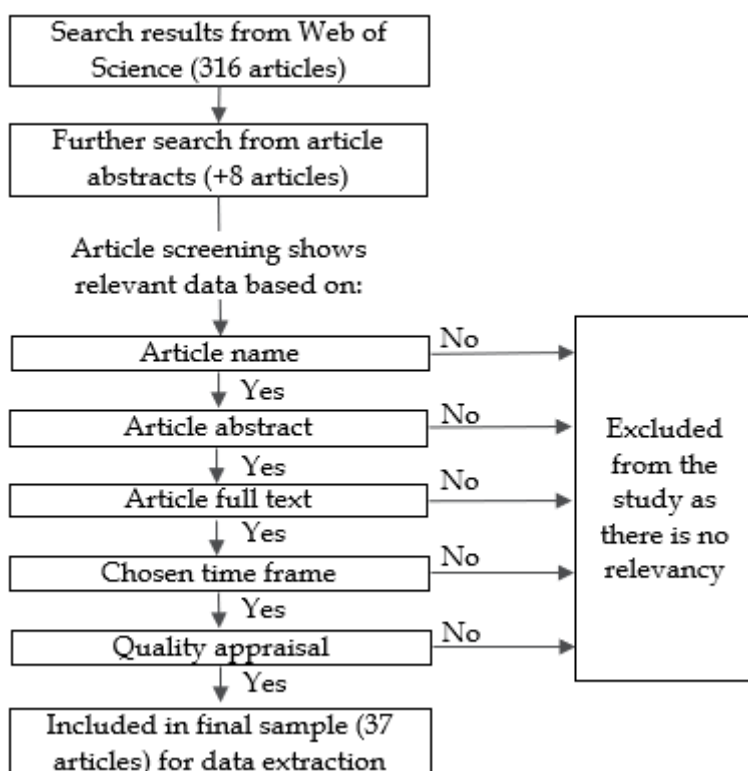 Search results from Web of
Science (316 articles)
Further search from article
abstracts (+8 articles)
Article screening shows
relevant data based on:
Article name
No
Yes
Article abstract
No
Yes
Article full text
No
Yes
Chosen time frame
No
Yes
Quality appraisal
No
Yes
Excluded
from the
study as
there is no
relevancy
Included in final sample (37
articles) for data extraction